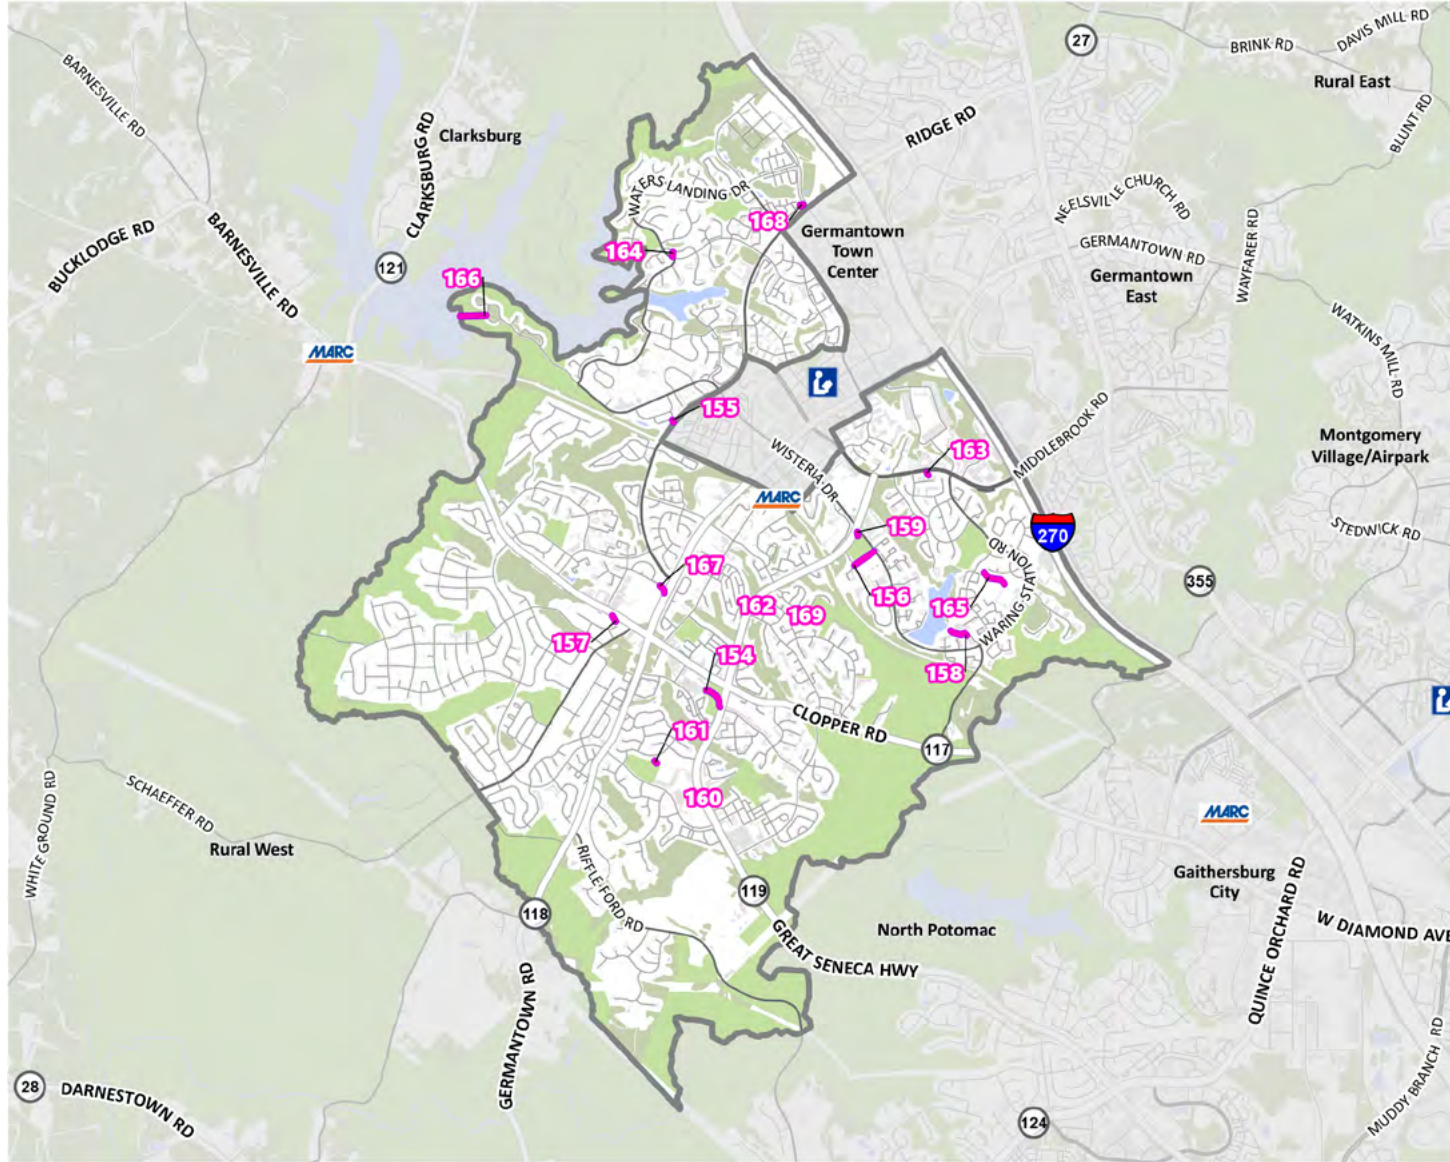 27
DAVIS MILL RD
BRINK RD
Rural East
BARNESVILLE RD
CLARKSBURG RD
Clarksburg
RIDGE RD
BLUNT RD
WATERS LANDING DR
168
NEELSVILLE CHURCH RD
BUCKLODGE RD
BARNESVILLE RD
121
164
Germantown
Town
Center
GERMANTOWN RD
WAYFARER RD
166
Germantown
East
WATKINS MILL RD
MARC
155
MIDDLEBROOK RD
Montgomery
Village/Airpark
WISTERIA DR
163
MARC
159
270
STEDWICK RD
WARING STATION RD
167
156
165
355
162
169
157
154
158
161
CLOPPER RD
117
160
SCHAEFFER RD
WHITE GROUND RD
Rural West
MARC
RIFFLE FORD RD
119
Gaithersburg
City
QUINCE ORCHARD RD
118
North Potomac
W DIAMOND AVE
GREAT SENECA HWY
GERMANTOWN RD
28
DARNESTOWN RD
124
MUDDY BRANCH RD